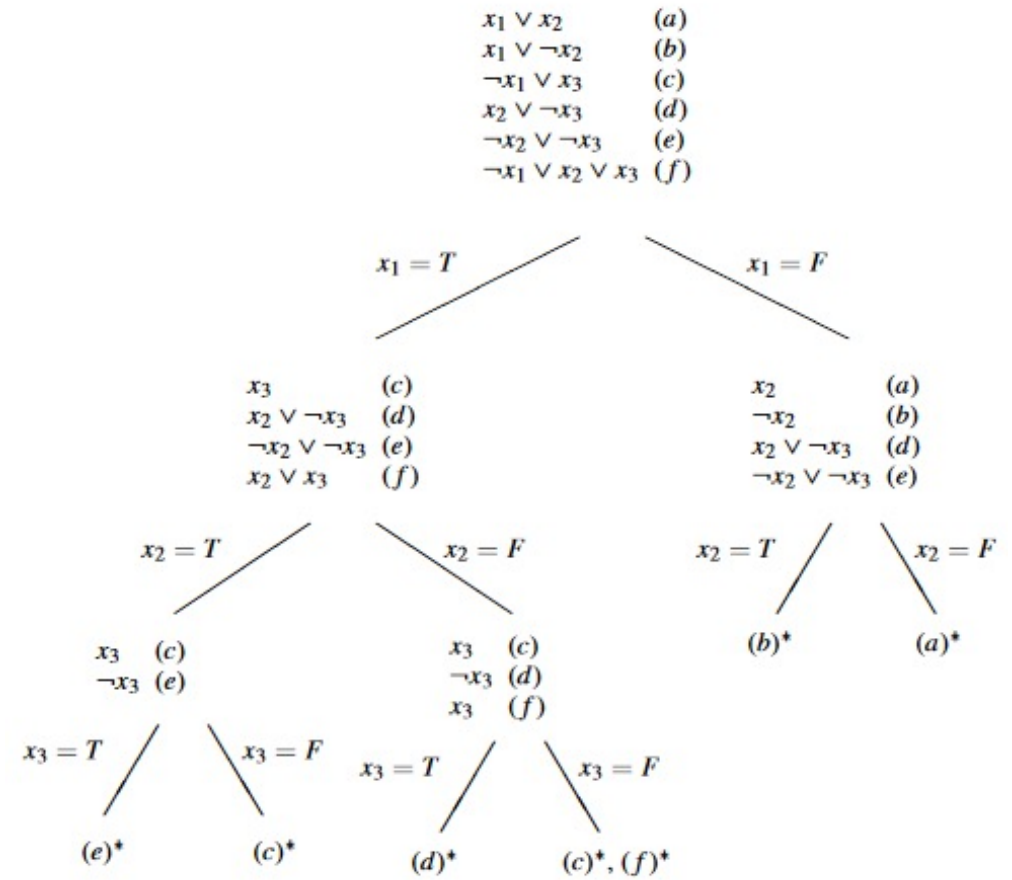 x₁ ∨ x₂ (a)
x₁ ∨ ¬x₂ (b)
¬x₁ ∨ x₃ (c)
x₂ ∨ ¬x₃ (d)
¬x₂ ∨ ¬x₃ (e)
¬x₁ ∨ x₂ ∨ x₃ (f)
x₁ = T
x₁ = F
x₃ (c)
x₂ ∨ ¬x₃ (d)
¬x₂ ∨ ¬x₃ (e)
x₂ ∨ x₃ (f)
x₂ (a)
¬x₂ (b)
x₂ ∨ ¬x₃ (d)
¬x₂ ∨ ¬x₃ (e)
x₂ = T
x₂ = F
x₂ = T
x₂ = F
x₃ (c)
¬x₃ (e)
x₃ (c)
¬x₃ (d)
x₃ (f)
(b)*
(a)*
x₃ = T
x₃ = F
x₃ = T
x₃ = F
(e)*
(c)*
(d)*
(c)*, (f)*